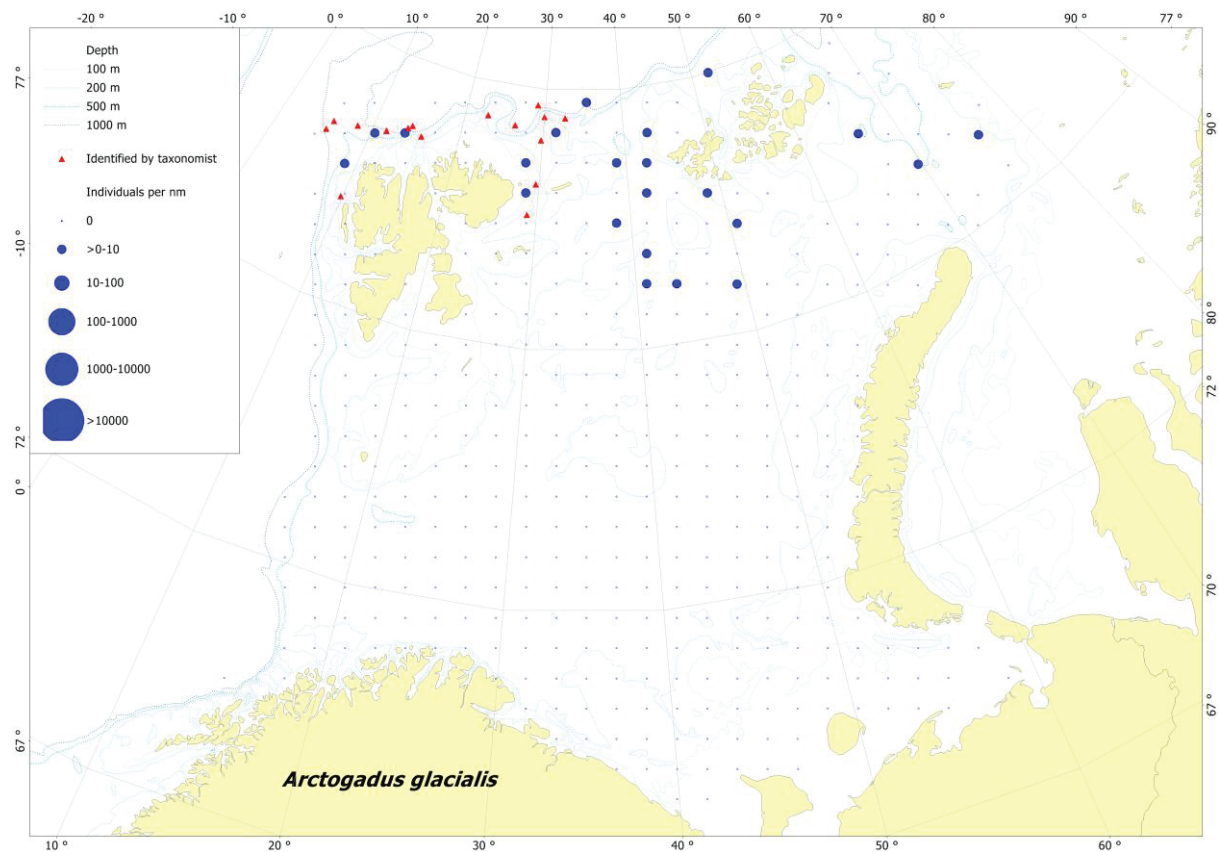 -20 ° -10 ° 0 ° 10 ° 20 ° 30 ° 40 ° 50 ° 60 ° 70 ° 80 ° 90 ° 77 °
Depth
100 m
200 m
500 m
1000 m
Identified by taxonomist
Individuals per nm
0
>0-10
10-100
100-1000
1000-10000
>10000
77 °
-10 °
72 °
0 °
67 °
90 °
80 °
72 °
70 °
67 °
Arctogadus glacialis
10 ° 20 ° 30 ° 40 ° 50 ° 60 °